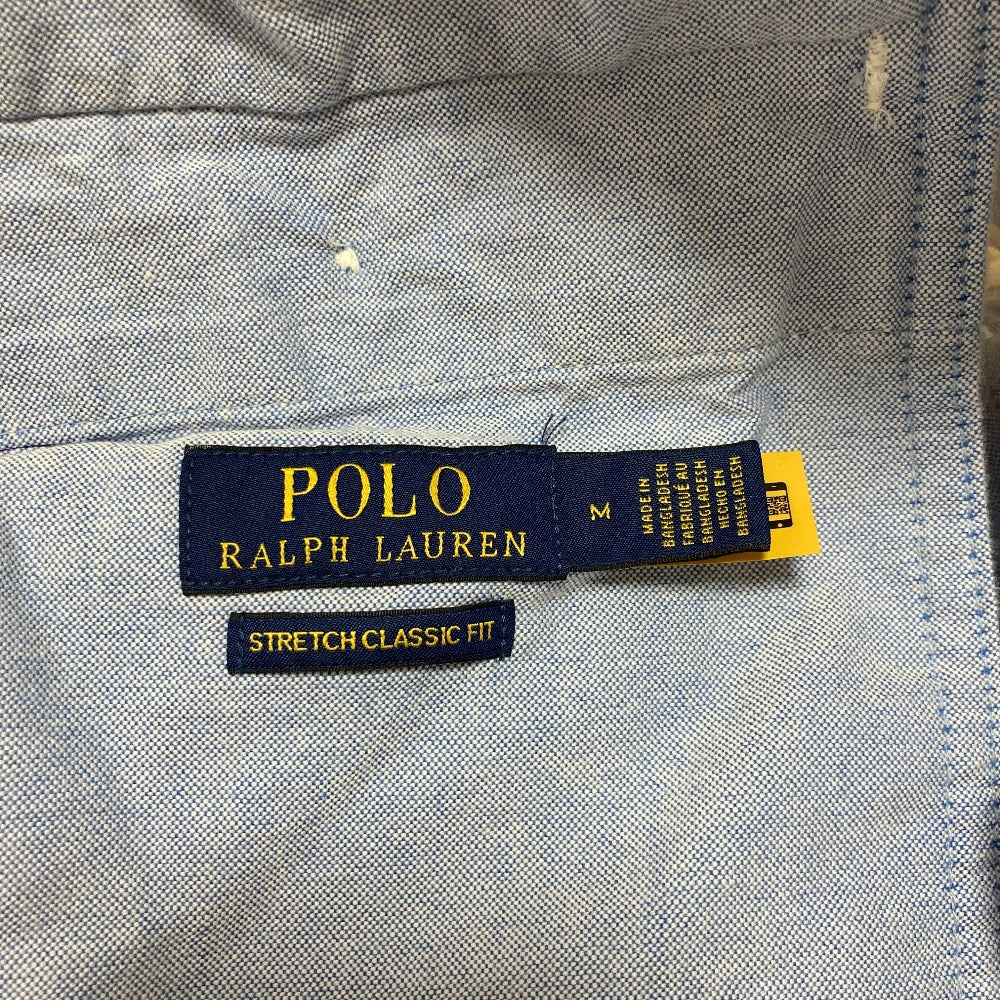 POLO
RALPH LAUREN
STRETCH CLASSIC FIT
M
MADE IN
BANGLADESH
FABRIQUÉ AU
BANGLADESH
HECHO EN
BANGLADESH